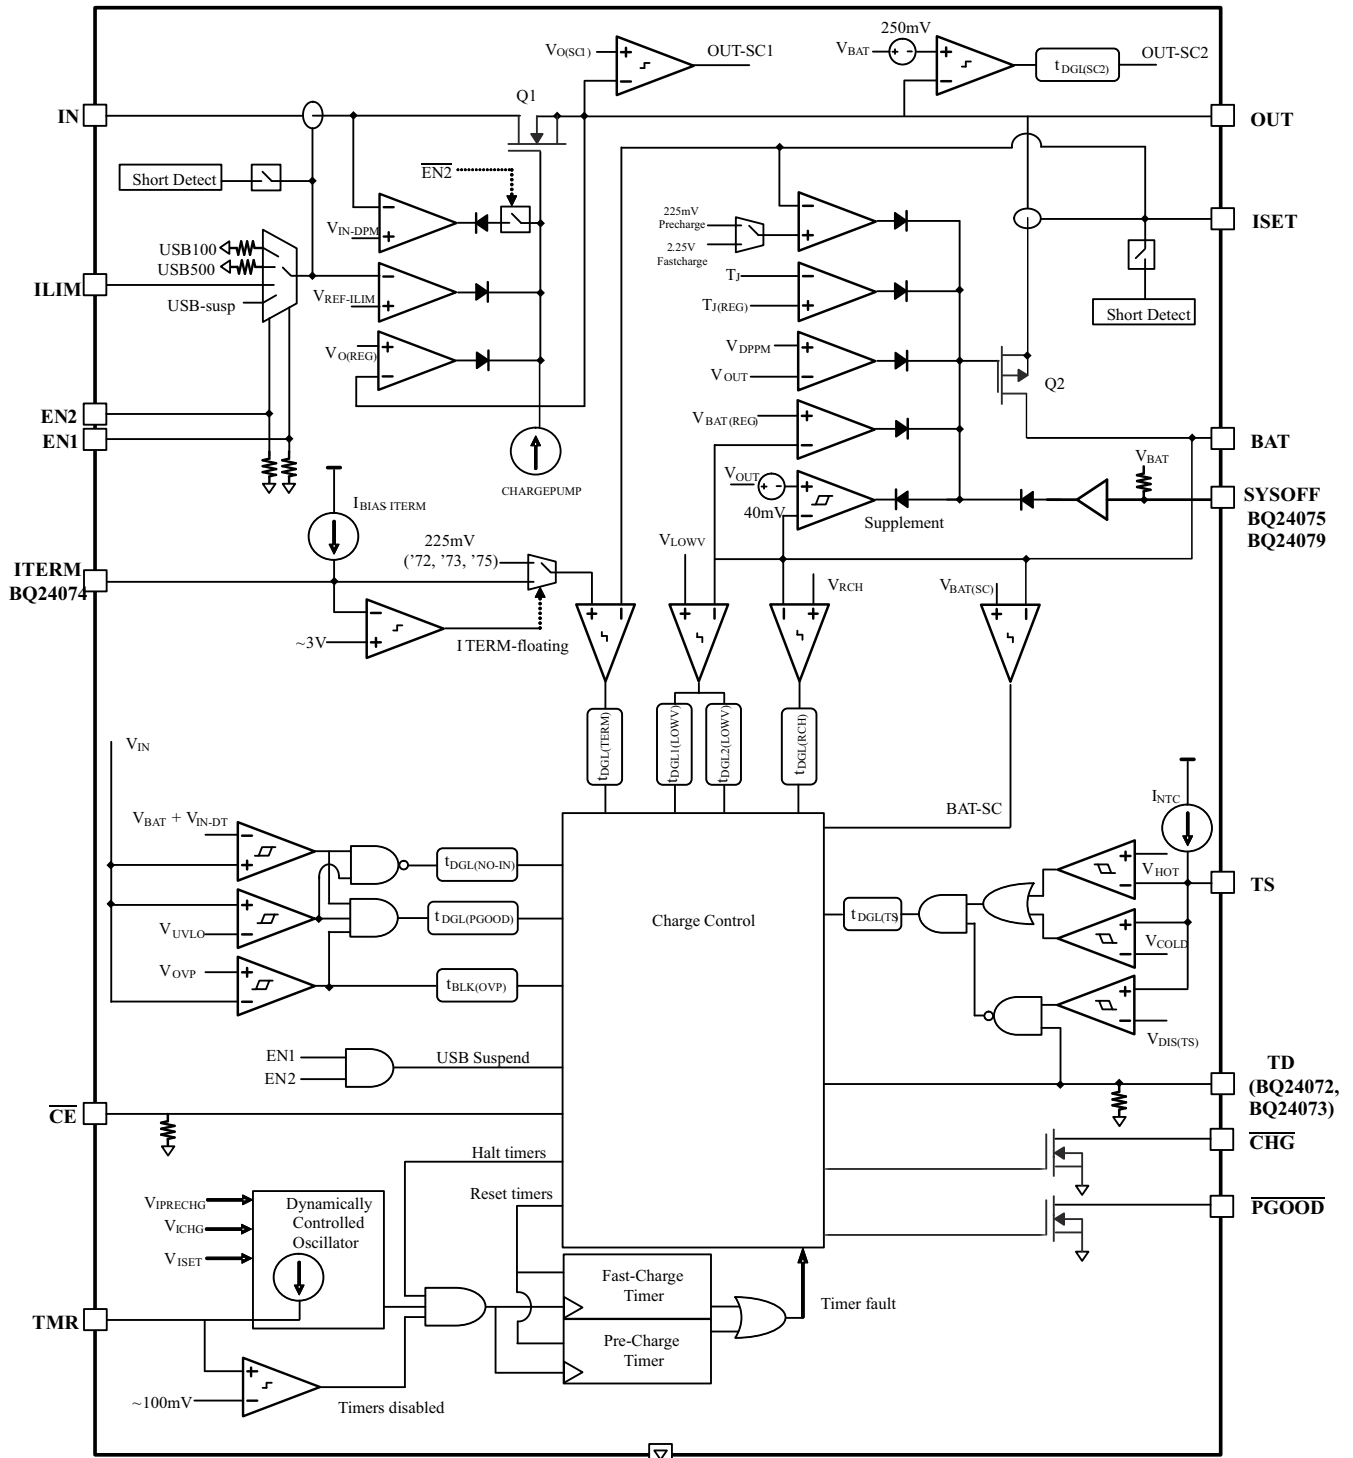 250mV
VO(SC1)
OUT-SC1
VBAT
tDGL(SC2)
OUT-SC2
Q1
IN
OUT
EN2
Short Detect
VIN-DPM
225mV
Precharge
2.25V
Fastcharge
ISET
USB100
USB500
ILIM
USB-susp
VREF-ILIM
TJ
TJ(REG)
Short Detect
VO(REG)
VDPPM
VOUT
Q2
EN2
EN1
VBAT(REG)
BAT
CHARGEPUMP
VOUT
40mV
Supplement
VBAT
SYSOFF
BQ24075
BQ24079
IBIAS-ITERM
225mV
('72, '73, '75)
VLOWV
ITERM
BQ24074
VRCH
VBAT(SC)
~3V
I TERM-floating
tDGL(TERM)
tDGL1(LOWV)
tDGL2(LOWV)
tDGL(RCH)
VIN
BAT-SC
INTC
VBAT + VIN-DT
tDGL(NO-IN)
VHOT
TS
VUVLO
tDGL(PGOOD)
Charge Control
tDGL(TS)
VCOLD
VOVP
tBLK(OVP)
VDIS(TS)
EN1
EN2
USB Suspend
TD
(BQ24072,
BQ24073)
CE
CHG
Halt timers
Reset timers
VIPRECHG
VICHG
VISET
Dynamically
Controlled
Oscillator
PGOOD
Fast-Charge
Timer
Timer fault
TMR
Pre-Charge
Timer
~100mV
Timers disabled